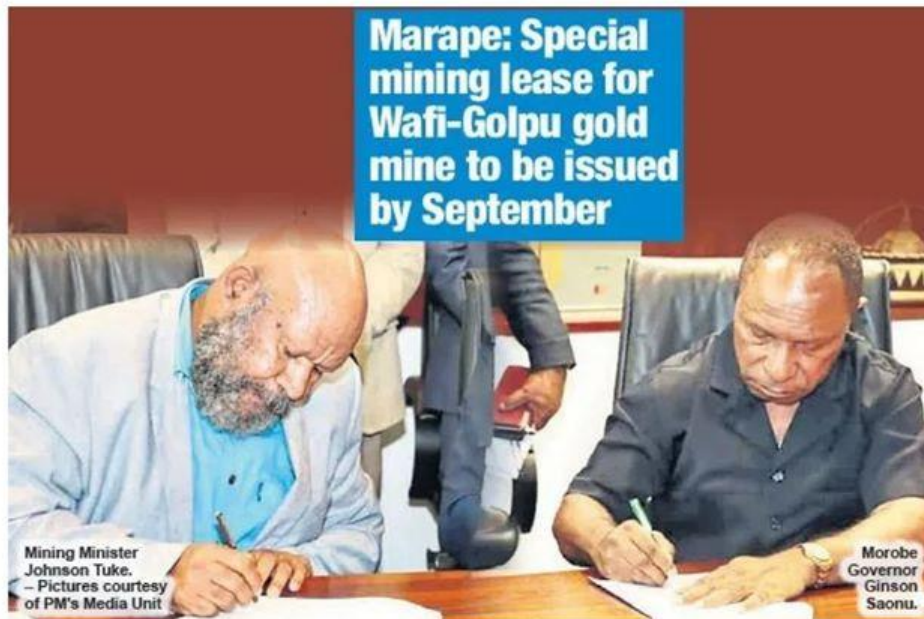 Marape: Special
mining lease for
Wafi-Golpu gold
mine to be issued
by September
Mining Minister
Johnson Tuke.
– Pictures courtesy
of PM's Media Unit
Morobe
Governor
Ginson
Saonu.